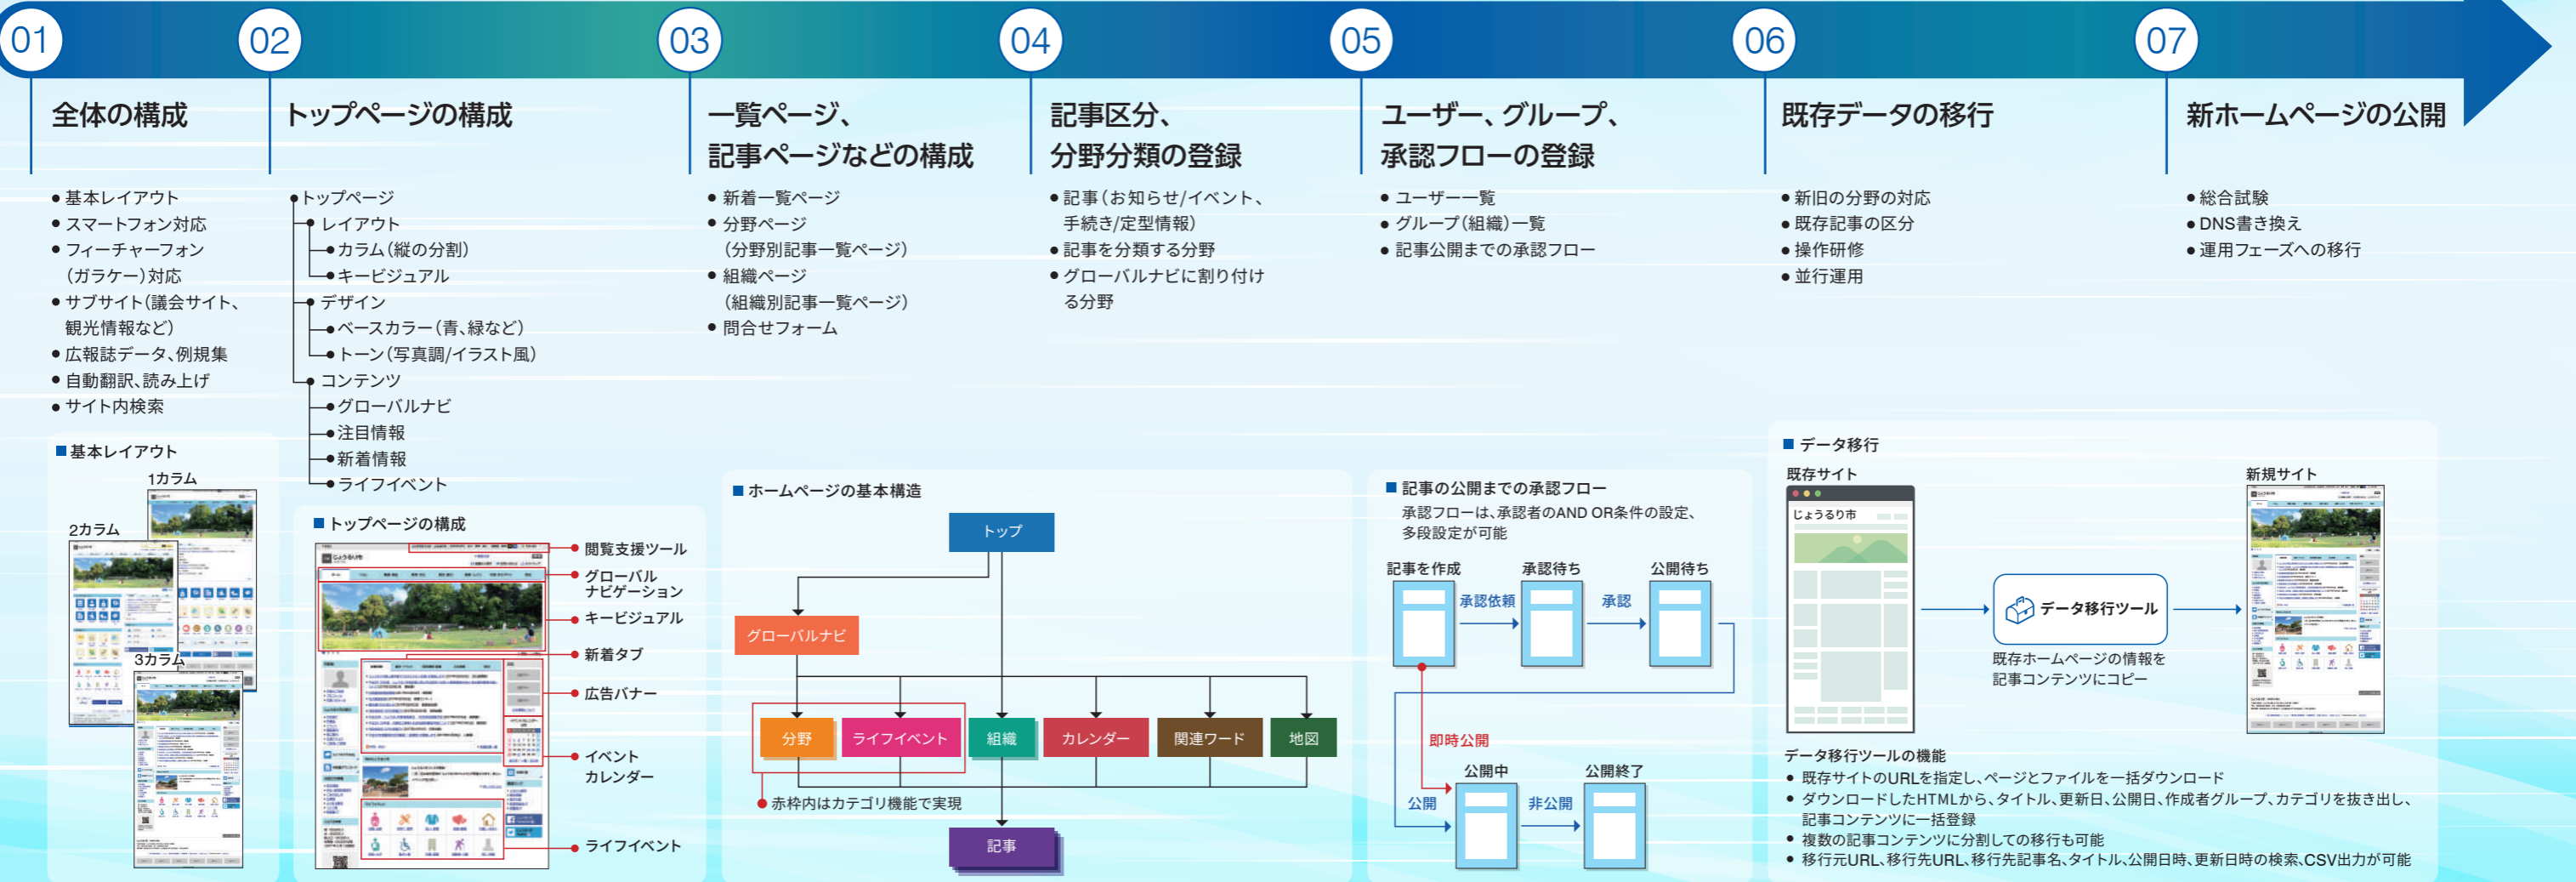 01
02
03
04
05
06
07
全体の構成
トップページの構成
一覧ページ、
記事ページなどの構成
記事区分、
分野分類の登録
ユーザー、グループ、
承認フローの登録
既存データの移行
新ホームページの公開
● 基本レイアウト
● スマートフォン対応
● フィーチャーフォン
（ガラケー）対応
● サブサイト（議会サイト、
観光情報など）
● 広報誌データ、例規集
● 自動翻訳、読み上げ
● サイト内検索
●トップページ
● レイアウト
●カラム（縦の分割）
●キービジュアル
● デザイン
●ベースカラー（青、緑など）
●トーン（写真調/イラスト風）
● コンテンツ
●グローバルナビ
●注目情報
●新着情報
●ライフイベント
● 新着一覧ページ
● 分野ページ
（分野別記事一覧ページ）
● 組織ページ
（組織別記事一覧ページ）
● 問合せフォーム
● 記事（お知らせ/イベント、
手続き/定型情報）
● 記事を分類する分野
● グローバルナビに割り付け
る分野
● ユーザー一覧
● グループ（組織）一覧
● 記事公開までの承認フロー
● 新旧の分野の対応
● 既存記事の区分
● 操作研修
● 並行運用
● 総合試験
● DNS書き換え
● 運用フェーズへの移行
■ 基本レイアウト
1カラム
2カラム
3カラム
■ トップページの構成
じょうるり市
閲覧支援ツール
グローバル
ナビゲーション
キービジュアル
新着タブ
広告バナー
イベント
カレンダー
ライフイベント
■ ホームページの基本構造
トップ
グローバルナビ
分野
ライフイベント
組織
カレンダー
関連ワード
地図
赤枠内はカテゴリ機能で実現
記事
■ 記事の公開までの承認フロー
承認フローは、承認者のAND OR条件の設定、
多段設定が可能
記事を作成
承認待ち
公開待ち
承認依頼
承認
即時公開
公開中
公開終了
公開
非公開
■ データ移行
既存サイト
新規サイト
じょうるり市
データ移行ツール
既存ホームページの情報を
記事コンテンツにコピー
データ移行ツールの機能
● 既存サイトのURLを指定し、ページとファイルを一括ダウンロード
● ダウンロードしたHTMLから、タイトル、更新日、公開日、作成者グループ、カテゴリを抜き出し、
記事コンテンツに一括登録
● 複数の記事コンテンツに分割しての移行も可能
● 移行元URL、移行先URL、移行先記事名、タイトル、公開日時、更新日時の検索、CSV出力が可能